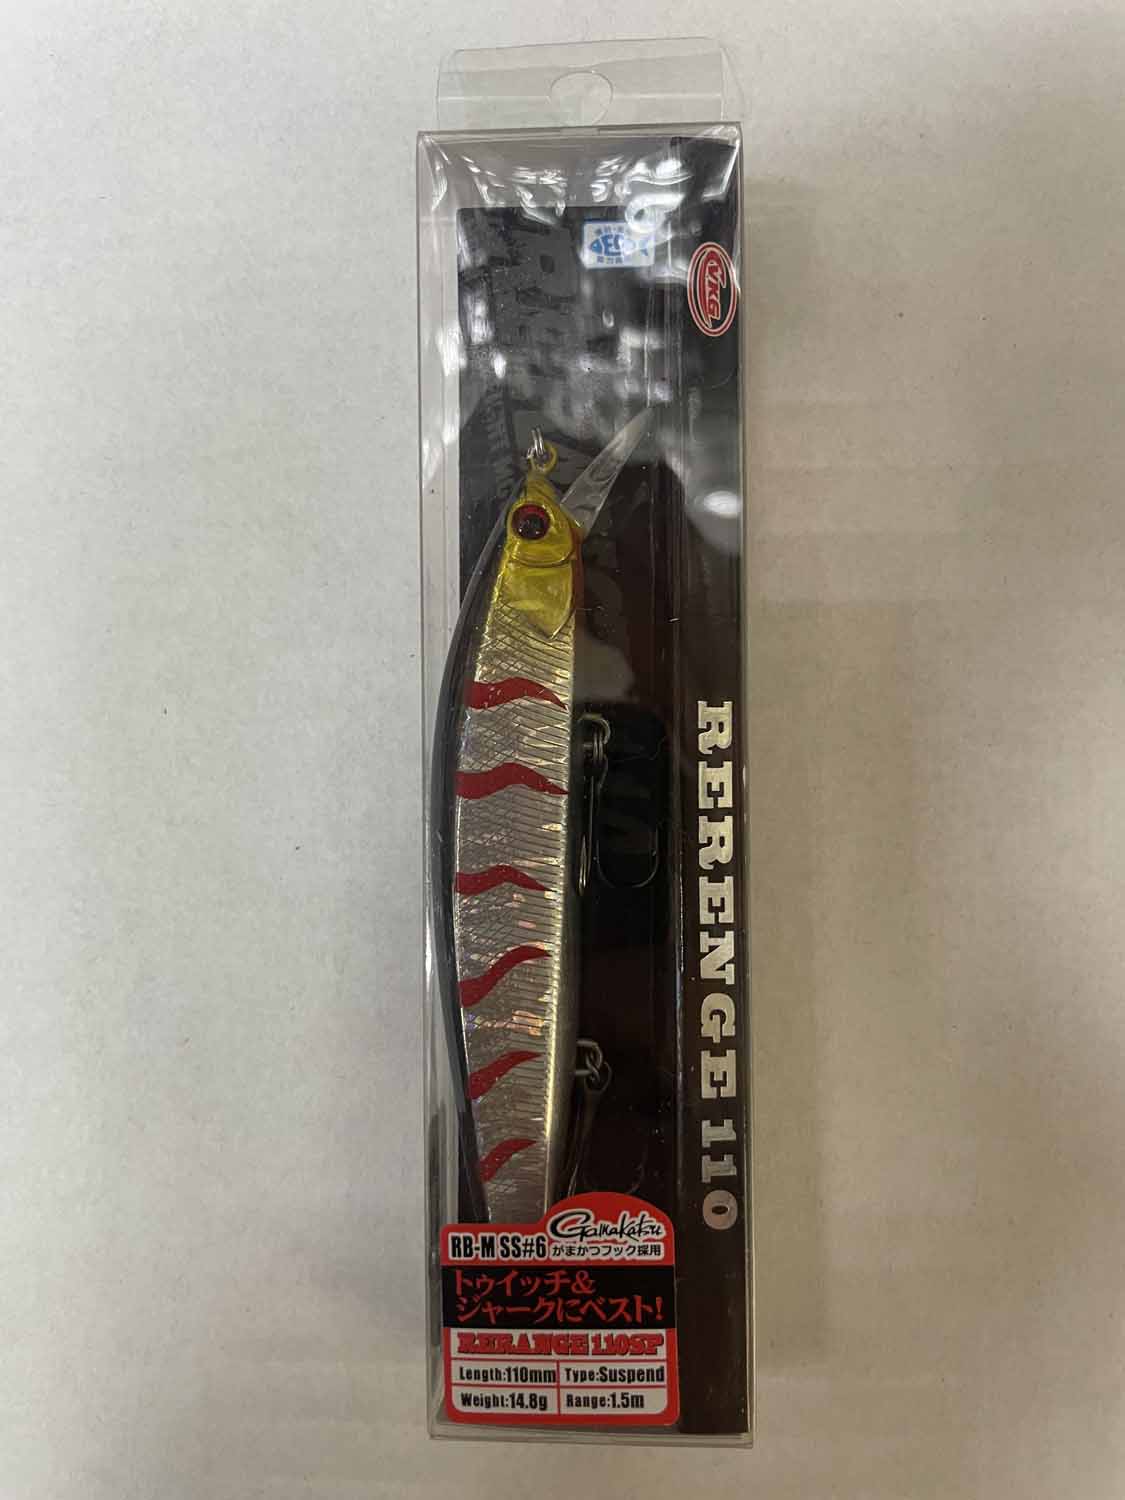 YKG
RERENGE 110
Gamakatsu
RB-M SS#6 がまかつフック採用
トゥイッチ&
ジャークにベスト!
RERANGE 110SP
Length:110mm Type:Suspend
Weight:14.8g Range:1.5m